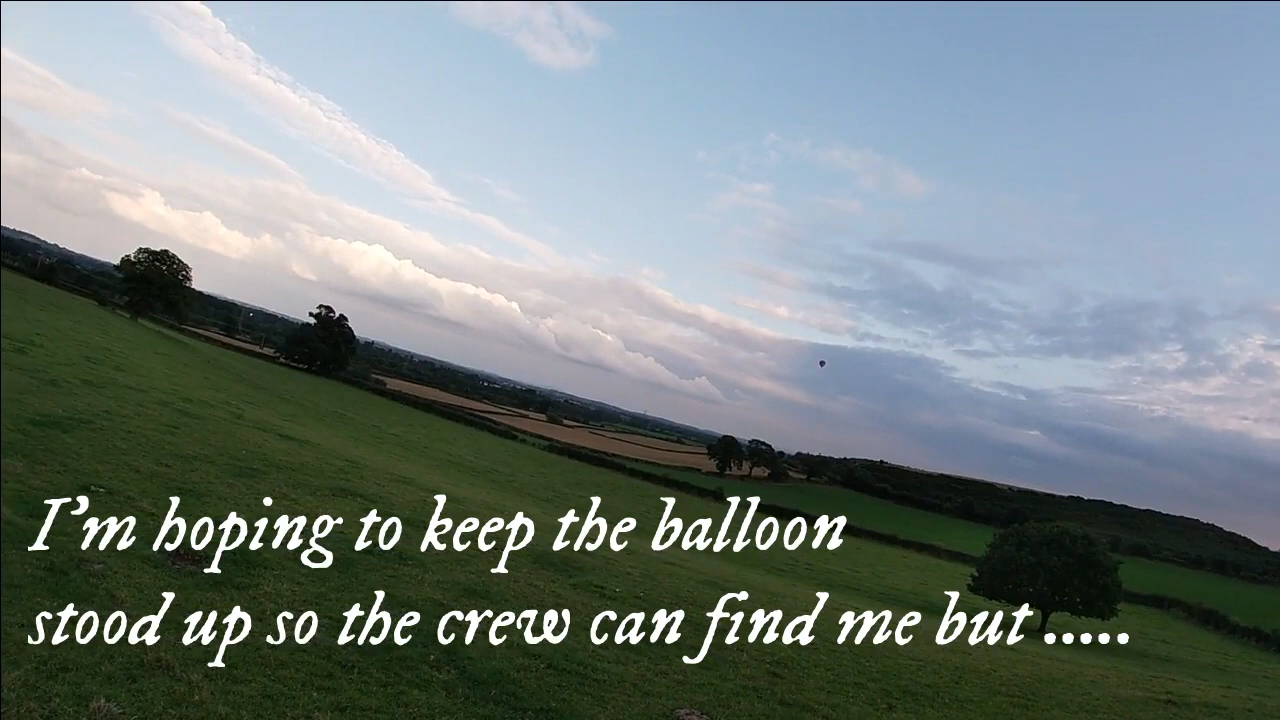 I'm hoping to keep the balloon
stood up so the crew can find me but .....